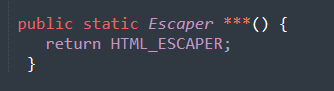 public static Escaper ***() {
return HTML_ESCAPER;
}